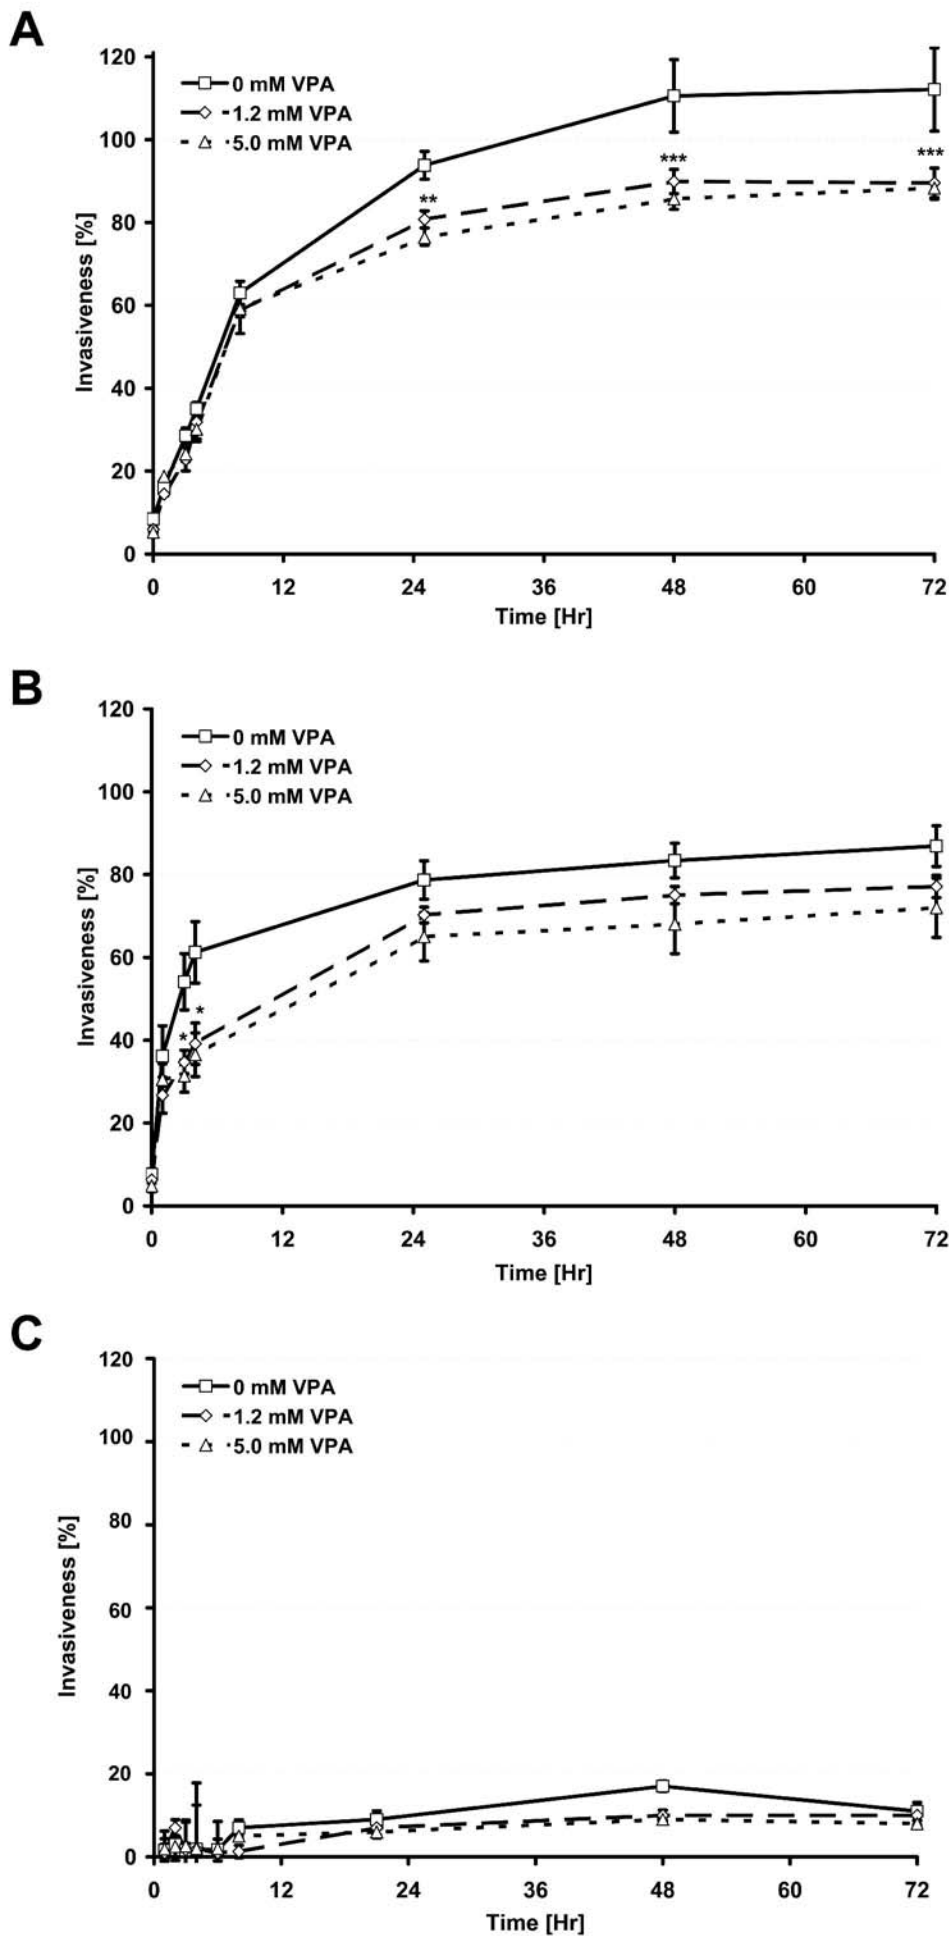 A
120
100
80
60
40
20
0
Invasiveness [%]
0 mM VPA
1.2 mM VPA
5.0 mM VPA
**
***
***
0 12 24 36 48 60 72
Time [Hr]
B
120
100
80
60
40
20
0
Invasiveness [%]
0 mM VPA
1.2 mM VPA
5.0 mM VPA
*
*
0 12 24 36 48 60 72
Time [Hr]
C
120
100
80
60
40
20
0
Invasiveness [%]
0 mM VPA
1.2 mM VPA
5.0 mM VPA
0 12 24 36 48 60 72
Time [Hr]